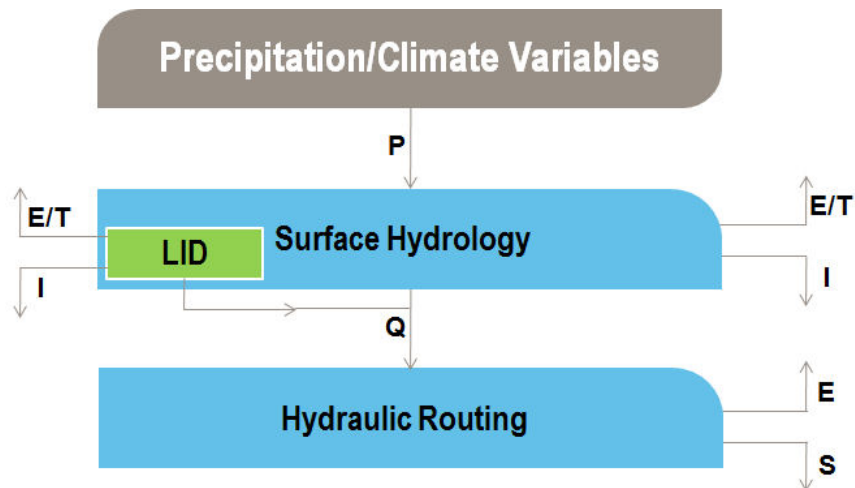 Precipitation/Climate Variables
P
E/T
E/T
LID
Surface Hydrology
I
I
Q
Hydraulic Routing
E
S